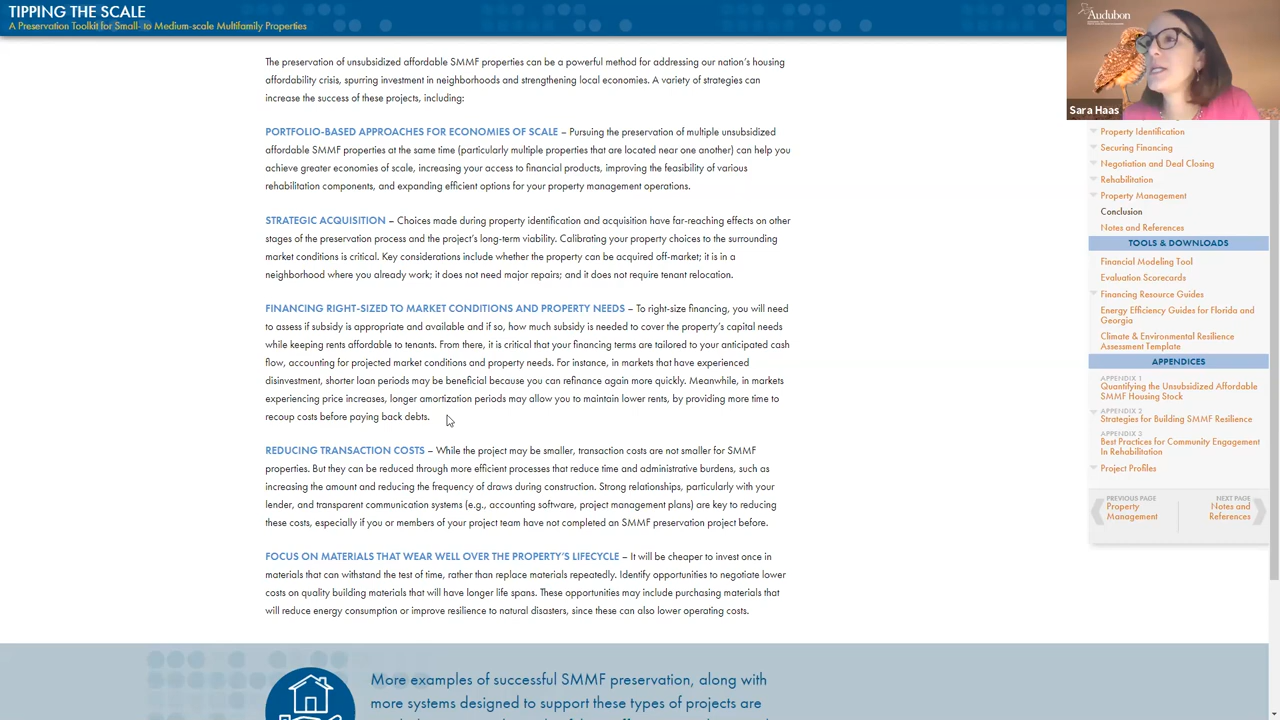 TIPPING THE SCALE
A Preservation Toolkit for Small- to Medium-scale Multifamily Properties
The preservation of unsubsidized affordable SMMF properties can be a powerful method for addressing our nation's housing
affordability crisis, spurring investment in neighborhoods and strengthening local economies. A variety of strategies can
increase the success of these projects, including:
PORTFOLIO-BASED APPROACHES FOR ECONOMIES OF SCALE – Pursuing the preservation of multiple unsubsidized
affordable SMMF properties at the same time (particularly multiple properties that are located near one another) can help you
achieve greater economies of scale, increasing your access to financial products, improving the feasibility of various
rehabilitation components, and expanding efficient options for your property management operations.
STRATEGIC ACQUISITION – Choices made during property identification and acquisition have far-reaching effects on other
stages of the preservation process and the project's long-term viability. Calibrating your property choices to the surrounding
market conditions is critical. Key considerations include whether the property can be acquired off-market; it is in a
neighborhood where you already work; it does not need major repairs; and it does not require tenant relocation.
FINANCING RIGHT-SIZED TO MARKET CONDITIONS AND PROPERTY NEEDS – To right-size financing, you will need
to assess if subsidy is appropriate and available and if so, how much subsidy is needed to cover the property's capital needs
while keeping rents affordable to tenants. From there, it is critical that your financing terms are tailored to your anticipated cash
flow, accounting for projected market conditions and property needs. For instance, in markets that have experienced
disinvestment, shorter loan periods may be beneficial because you can refinance again more quickly. Meanwhile, in markets
experiencing price increases, longer amortization periods may allow you to maintain lower rents, by providing more time to
recoup costs before paying back debts.
REDUCING TRANSACTION COSTS – While the project may be smaller, transaction costs are not smaller for SMMF
properties. But they can be reduced through more efficient processes that reduce time and administrative burdens, such as
increasing the amount and reducing the frequency of draws during construction. Strong relationships, particularly with your
lender, and transparent communication systems (e.g., accounting software, project management plans) are key to reducing
these costs, especially if you or members of your project team have not completed an SMMF preservation project before.
FOCUS ON MATERIALS THAT WEAR WELL OVER THE PROPERTY'S LIFECYCLE – It will be cheaper to invest once in
materials that can withstand the test of time, rather than replace materials repeatedly. Identify opportunities to negotiate lower
costs on quality building materials that will have longer life spans. These opportunities may include purchasing materials that
will reduce energy consumption or improve resilience to natural disasters, since these can also lower operating costs.
More examples of successful SMMF preservation, along with
more systems designed to support these types of projects are
Audubon
Sara Haas
Property Identification
Securing Financing
Negotiation and Deal Closing
Rehabilitation
Property Management
Conclusion
Notes and References
TOOLS & DOWNLOADS
Financial Modeling Tool
Evaluation Scorecards
Financing Resource Guides
Energy Efficiency Guides for Florida and
Georgia
Climate & Environmental Resilience
Assessment Template
APPENDICES
APPENDIX 1
Quantifying the Unsubsidized Affordable
SMMF Housing Stock
APPENDIX 2
Strategies for Building SMMF Resilience
APPENDIX 3
Best Practices for Community Engagement
In Rehabilitation
Project Profiles
PREVIOUS PAGE
Property
Management
NEXT PAGE
Notes and
References